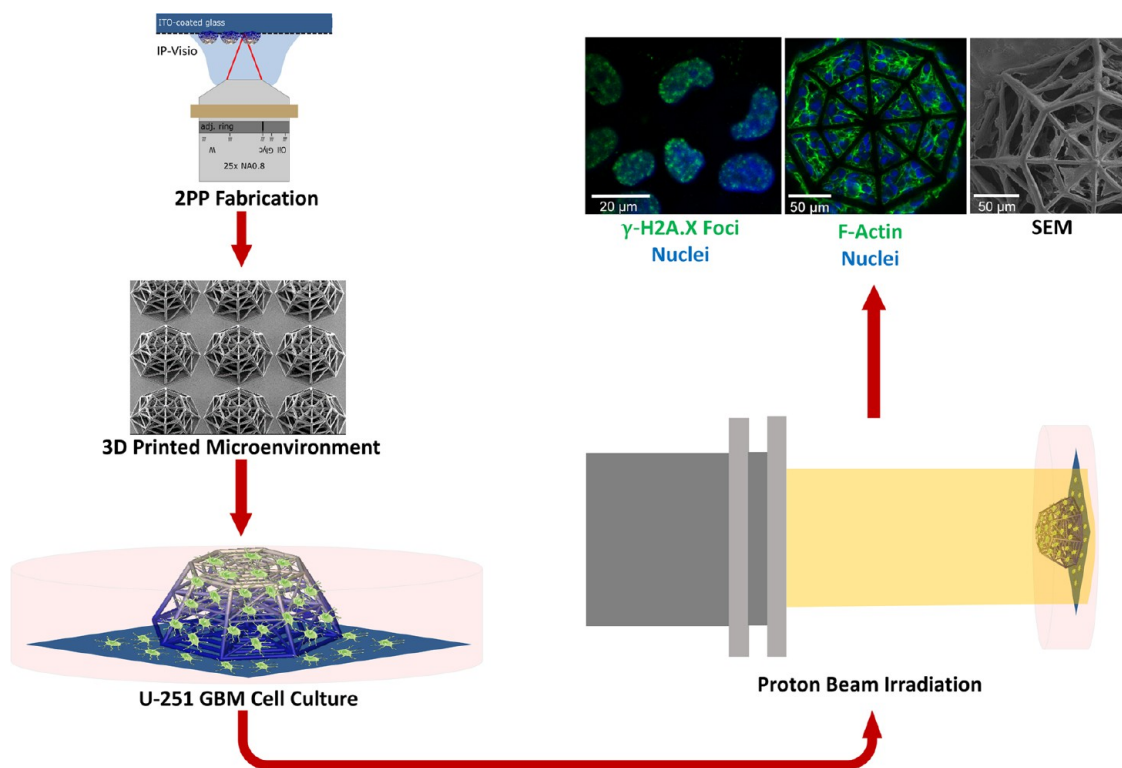 ITO-coated glass
IP-Visio
adj. ring
W
Glyc
Oil
25x NA0.8
2PP Fabrication
3D Printed Microenvironment
U-251 GBM Cell Culture
20 µm
50 µm
50 µm
γ-H2A.X Foci
Nuclei
F-Actin
Nuclei
SEM
Proton Beam Irradiation